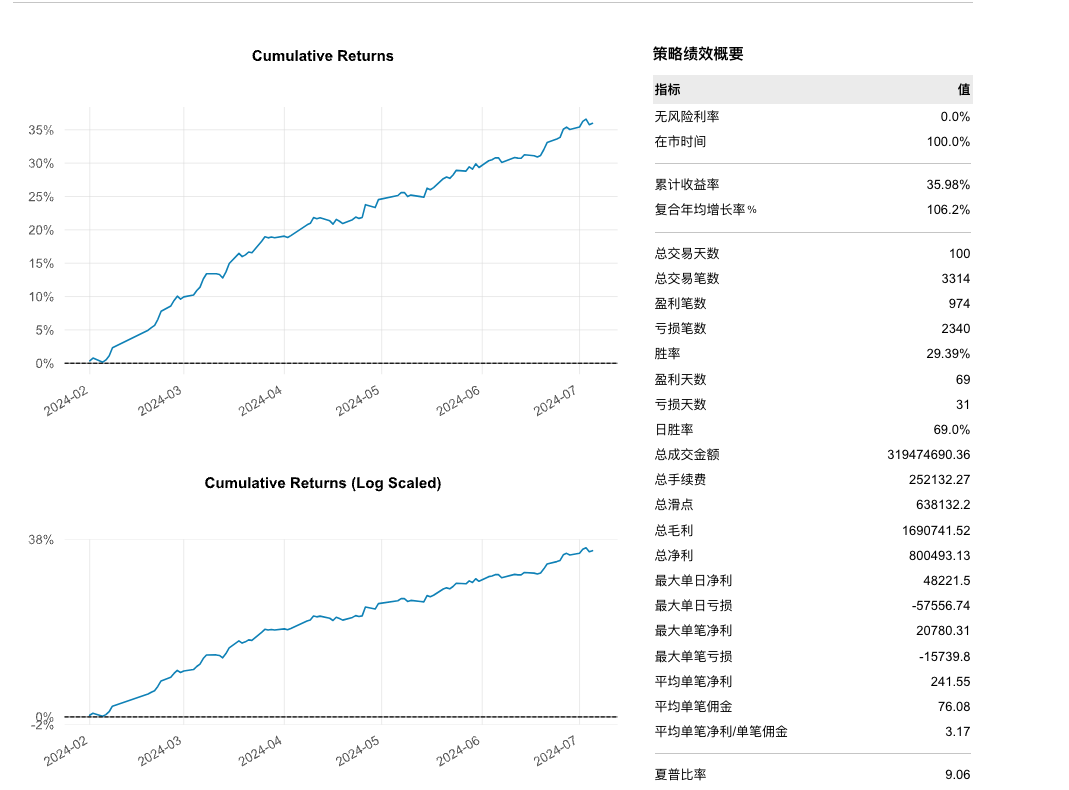 Cumulative Returns
35%
30%
25%
20%
15%
10%
5%
0%
2024-02
2024-03
2024-04
2024-05
2024-06
2024-07
Cumulative Returns (Log Scaled)
38%
0%
-2%
2024-02
2024-03
2024-04
2024-05
2024-06
2024-07
策略绩效概要
指标 值
无风险利率 0.0%
在市时间 100.0%
累计收益率 35.98%
复合年均增长率% 106.2%
总交易天数 100
总交易笔数 3314
盈利笔数 974
亏损笔数 2340
胜率 29.39%
盈利天数 69
亏损天数 31
日胜率 69.0%
总成交金额 319474690.36
总手续费 252132.27
总滑点 638132.2
总毛利 1690741.52
总净利 800493.13
最大单日净利 48221.5
最大单日亏损 -57556.74
最大单笔净利 20780.31
最大单笔亏损 -15739.8
平均单笔净利 241.55
平均单笔佣金 76.08
平均单笔净利/单笔佣金 3.17
夏普比率 9.06